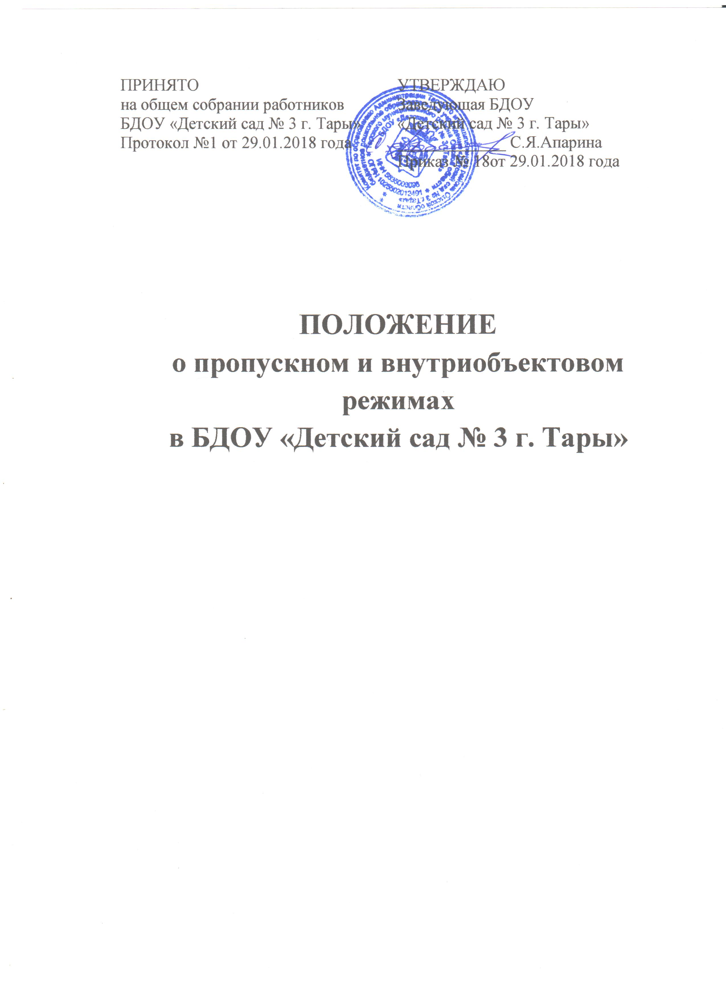 ПРИНЯТО
на общем собрании работников
БДОУ «Детский сад № 3 г. Тары»
Протокол №1 от 29.01.2018 года
УТВЕРЖДАЮ
Заведующая БДОУ
«Детский сад № 3 г. Тары»
С.Я.Апарина
Приказ № 18от 29.01.2018 года
ОГРН 1025502012491
ПОЛОЖЕНИЕ
о пропускном и внутриобъектовом
режимах
в БДОУ «Детский сад № 3 г. Тары»